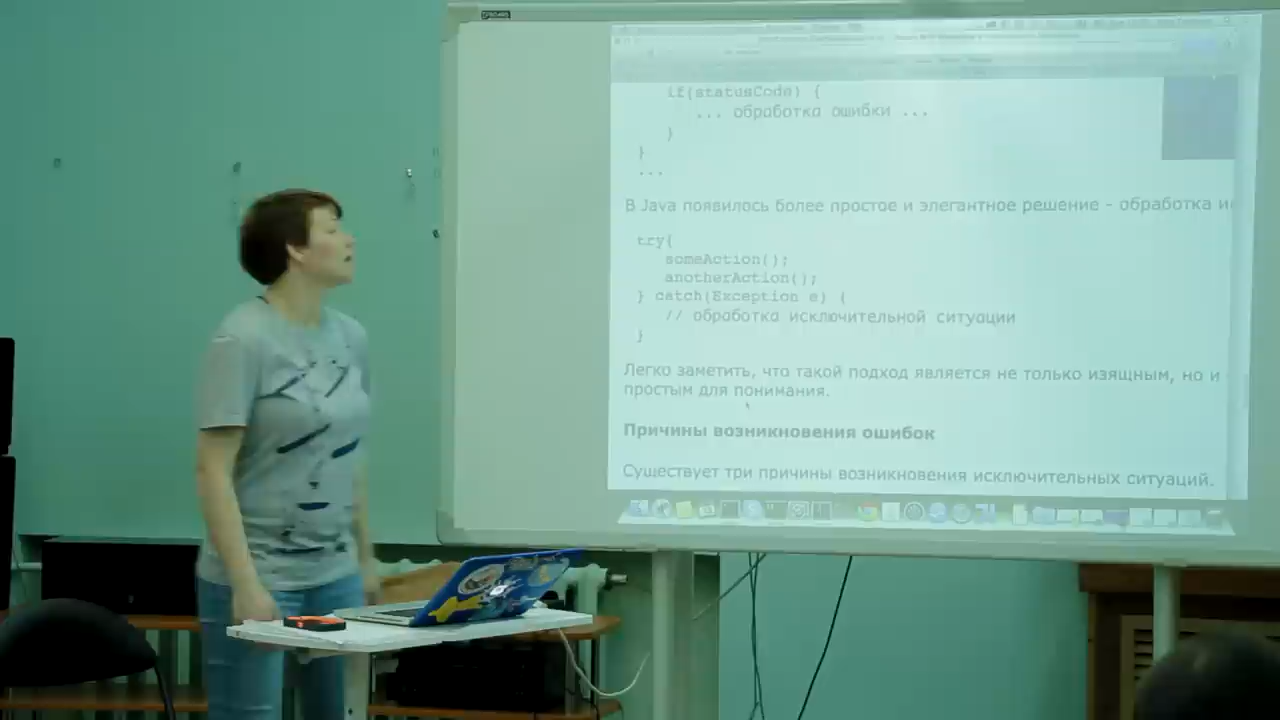 if(statusCode) {
... обработка ошибки ...
}
}
...
В Java появилось более простое и элегантное решение - обработка
try{
someAction();
anotherAction();
} catch(Exception e) {
// обработка исключительной ситуации
}
Легко заметить, что такой подход является не только изящным, но и
простым для понимания.
Причины возникновения ошибок
Существует три причины возникновения исключительных ситуаций.